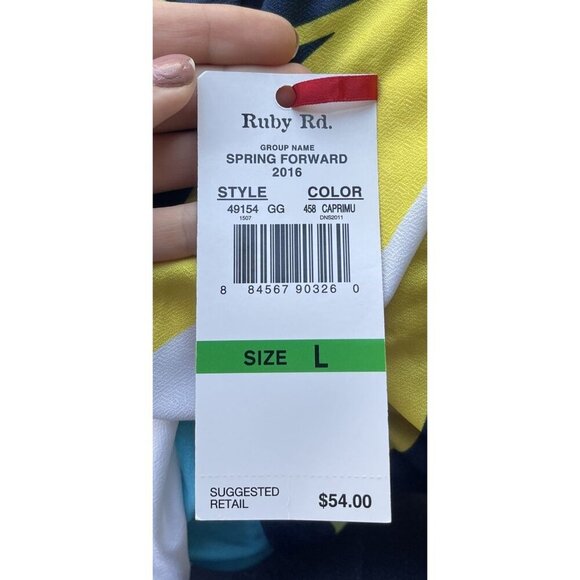 Ruby Rd.
GROUP NAME
SPRING FORWARD
2016
STYLE COLOR
49154 GG 458 CAPRIMU
1507 DNS2011
8 84567 90326 0
SIZE L
SUGGESTED
RETAIL $54.00